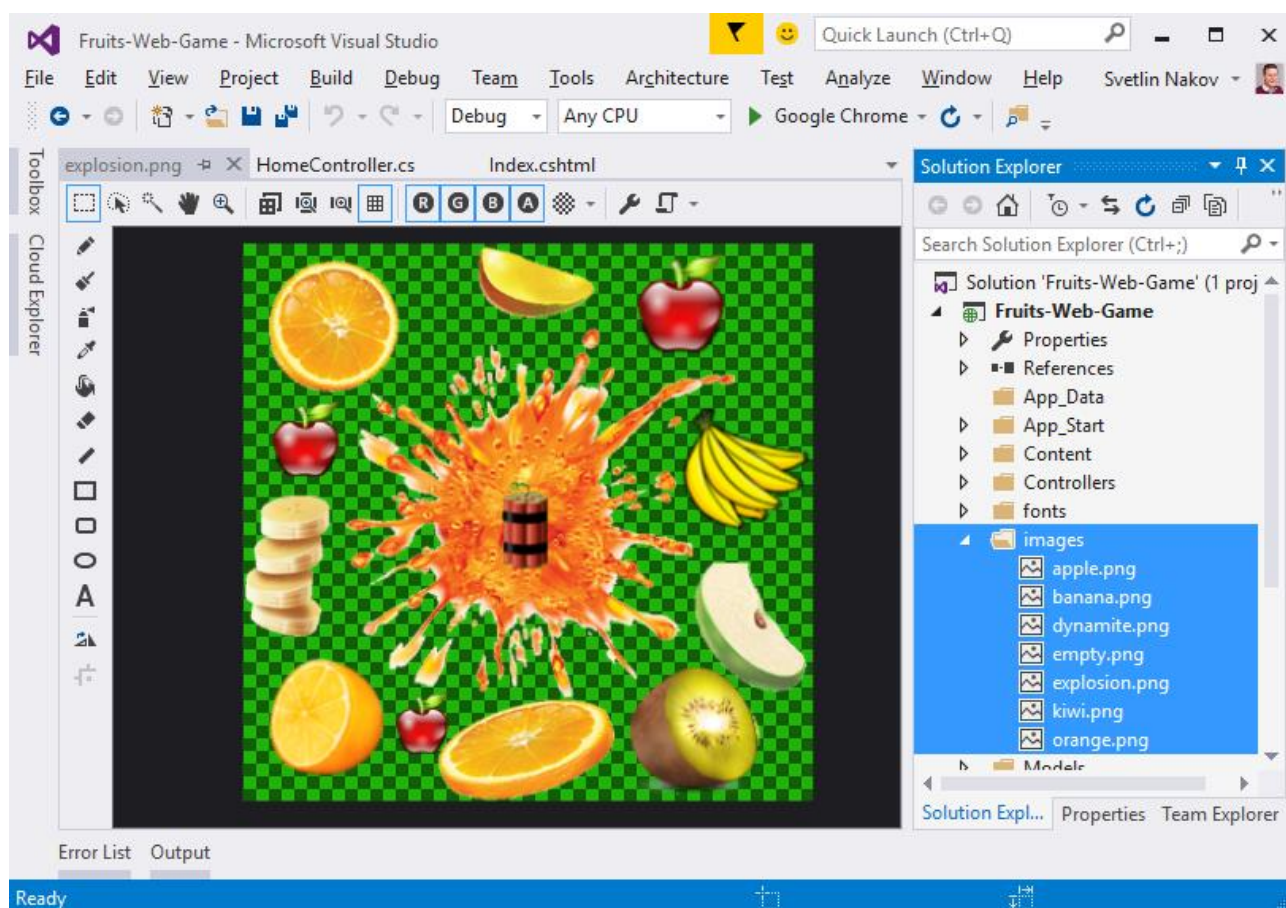 Fruits-Web-Game - Microsoft Visual Studio
Quick Launch (Ctrl+Q)
File Edit View Project Build Debug Team Tools Architecture Test Analyze Window Help Svetlin Nakov
Debug Any CPU Google Chrome
Toolbox
Cloud Explorer
explosion.png HomeController.cs Index.cshtml
R G B A
A
Solution Explorer
Search Solution Explorer (Ctrl+;)
Solution 'Fruits-Web-Game' (1 proj
Fruits-Web-Game
Properties
References
App_Data
App_Start
Content
Controllers
fonts
images
apple.png
banana.png
dynamite.png
empty.png
explosion.png
kiwi.png
orange.png
Models
Solution Expl... Properties Team Explorer
Error List Output
Ready